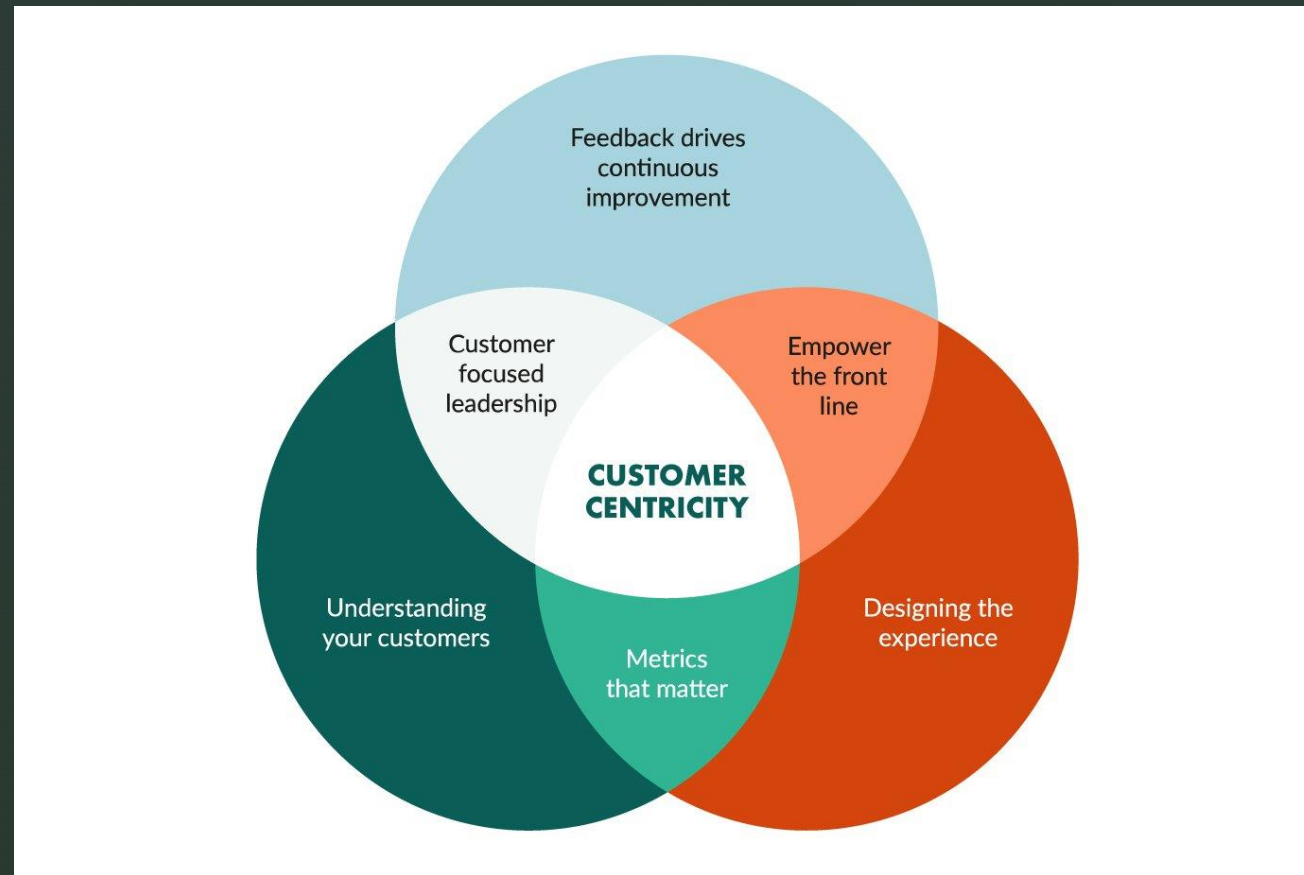 Feedback drives
continuous
improvement
Customer
focused
leadership
Empower
the front
line
CUSTOMER
CENTRICITY
Understanding
your customers
Designing the
experience
Metrics
that matter